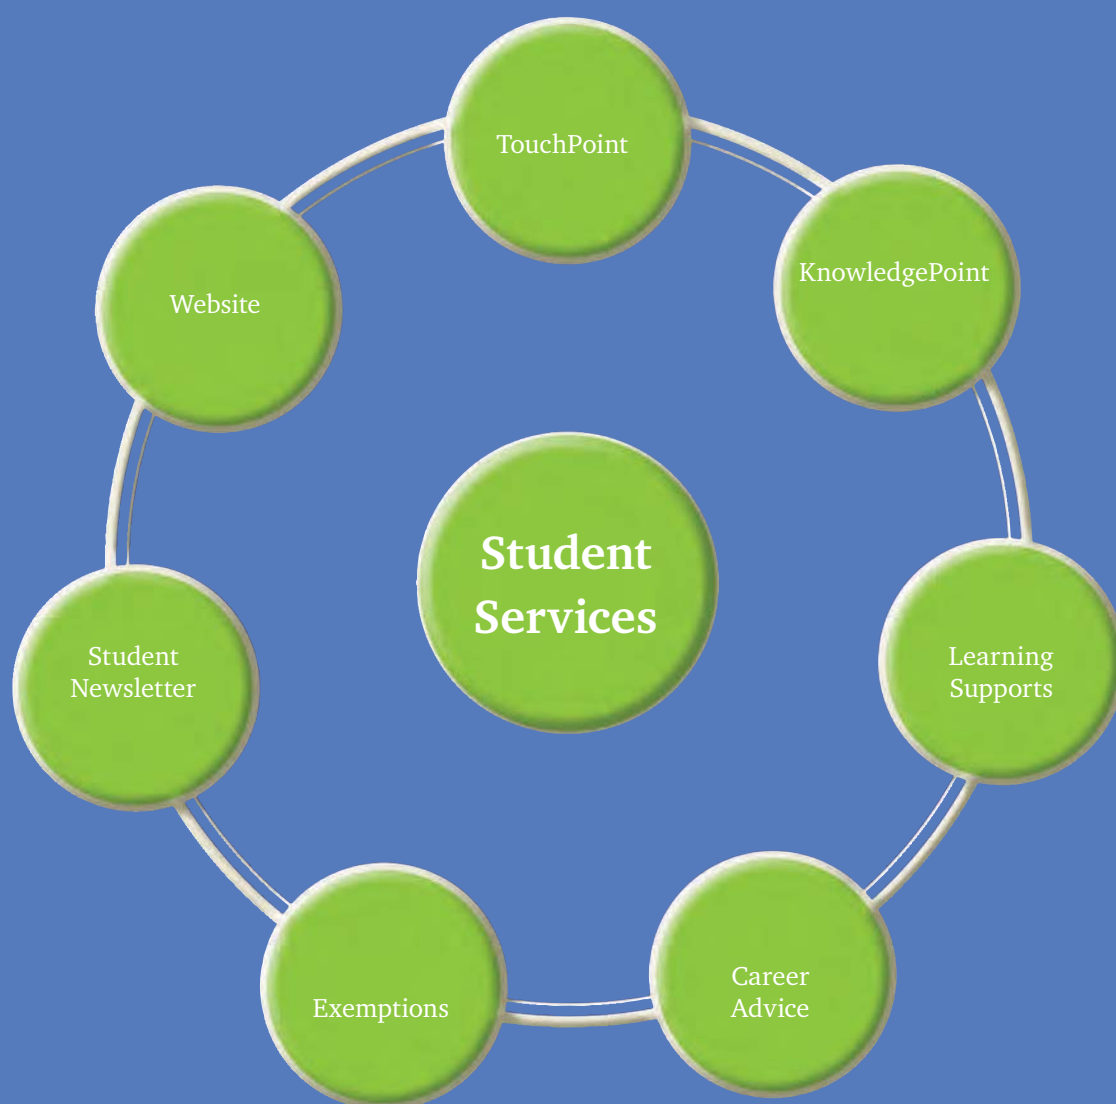 TouchPoint
KnowledgePoint
Website
Student
Services
Student
Newsletter
Learning
Supports
Career
Advice
Exemptions